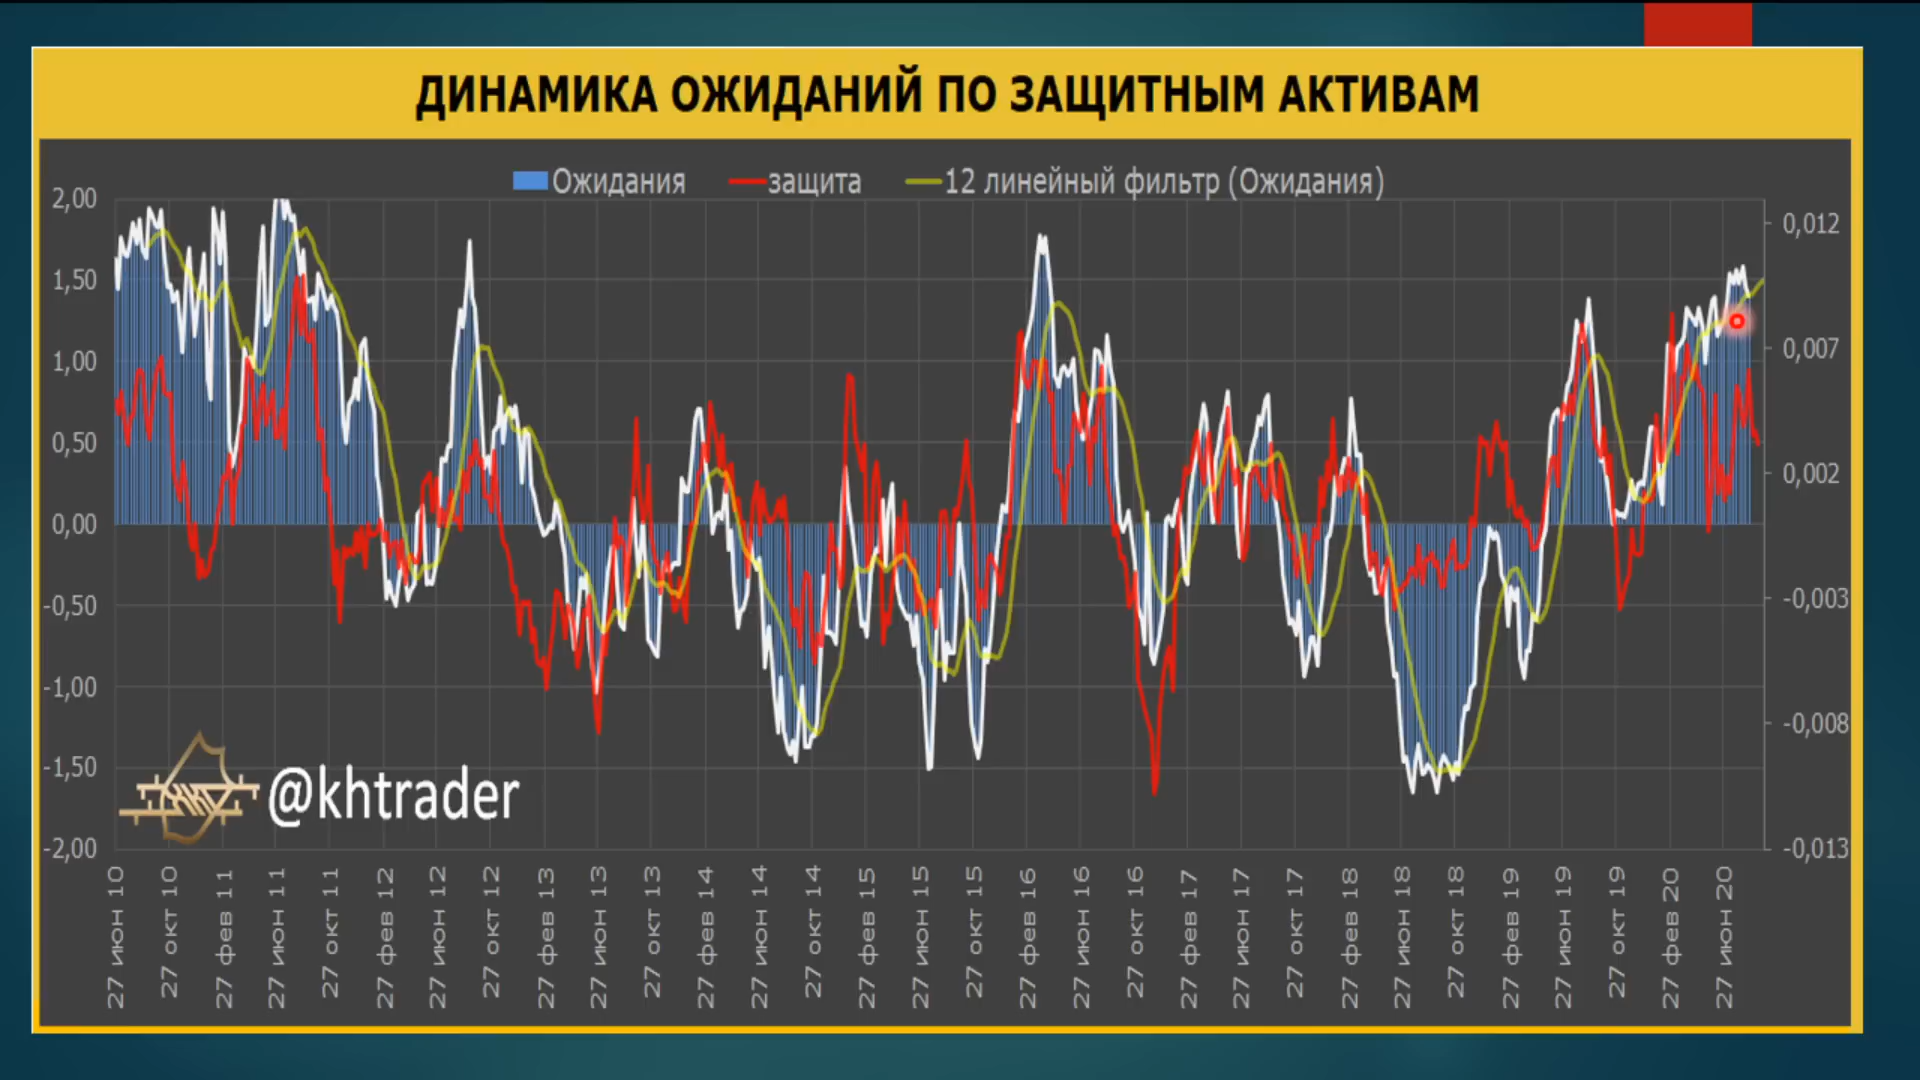 ДИНАМИКА ОЖИДАНИЙ ПО ЗАЩИТНЫМ АКТИВАМ
Ожидания защита 12 линейный фильтр (Ожидания)
2,00
1,50
1,00
0,50
0,00
-0,50
-1,00
-1,50
-2,00
0,012
0,007
0,002
-0,003
-0,008
-0,013
@khtrader
27 июн 10
27 окт 10
27 фев 11
27 июн 11
27 окт 11
27 фев 12
27 июн 12
27 окт 12
27 фев 13
27 июн 13
27 окт 13
27 фев 14
27 июн 14
27 окт 14
27 фев 15
27 июн 15
27 окт 15
27 фев 16
27 июн 16
27 окт 16
27 фев 17
27 июн 17
27 окт 17
27 фев 18
27 июн 18
27 окт 18
27 фев 19
27 июн 19
27 окт 19
27 фев 20
27 июн 20